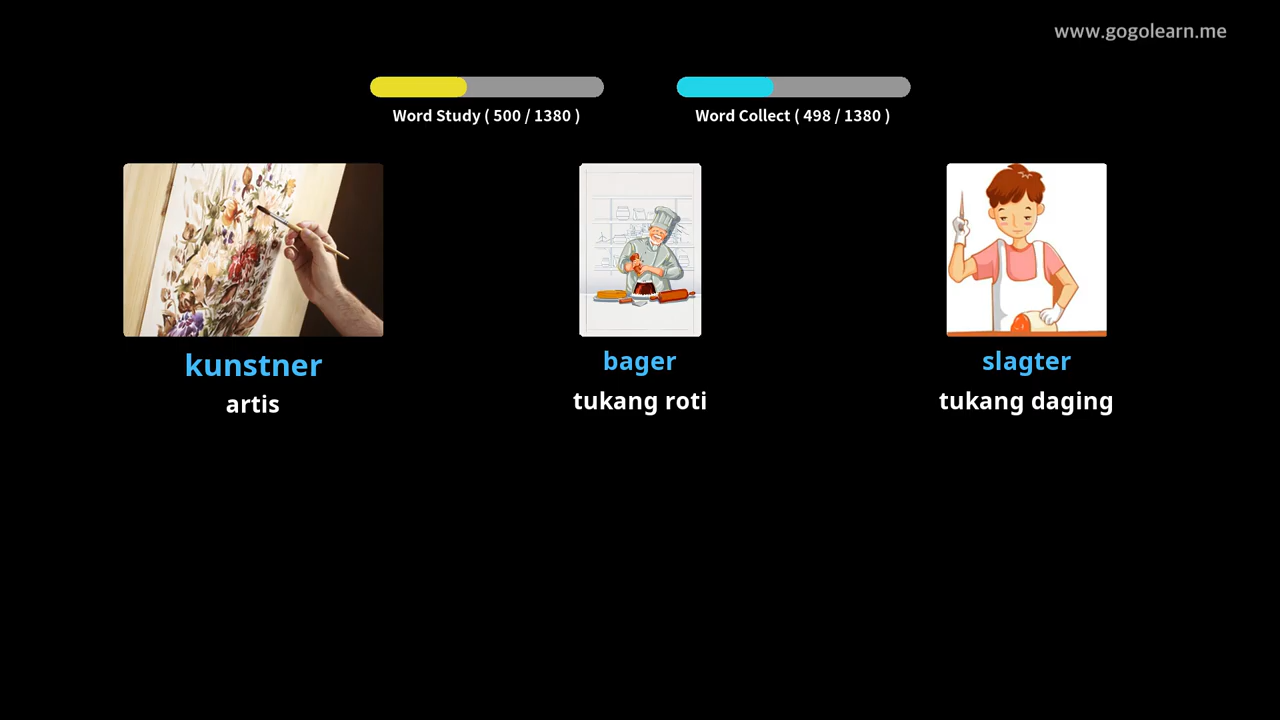 www.gogolearn.me
Word Study ( 500 / 1380 )
Word Collect ( 498 / 1380 )
kunstner
artis
bager
tukang roti
slagter
tukang daging